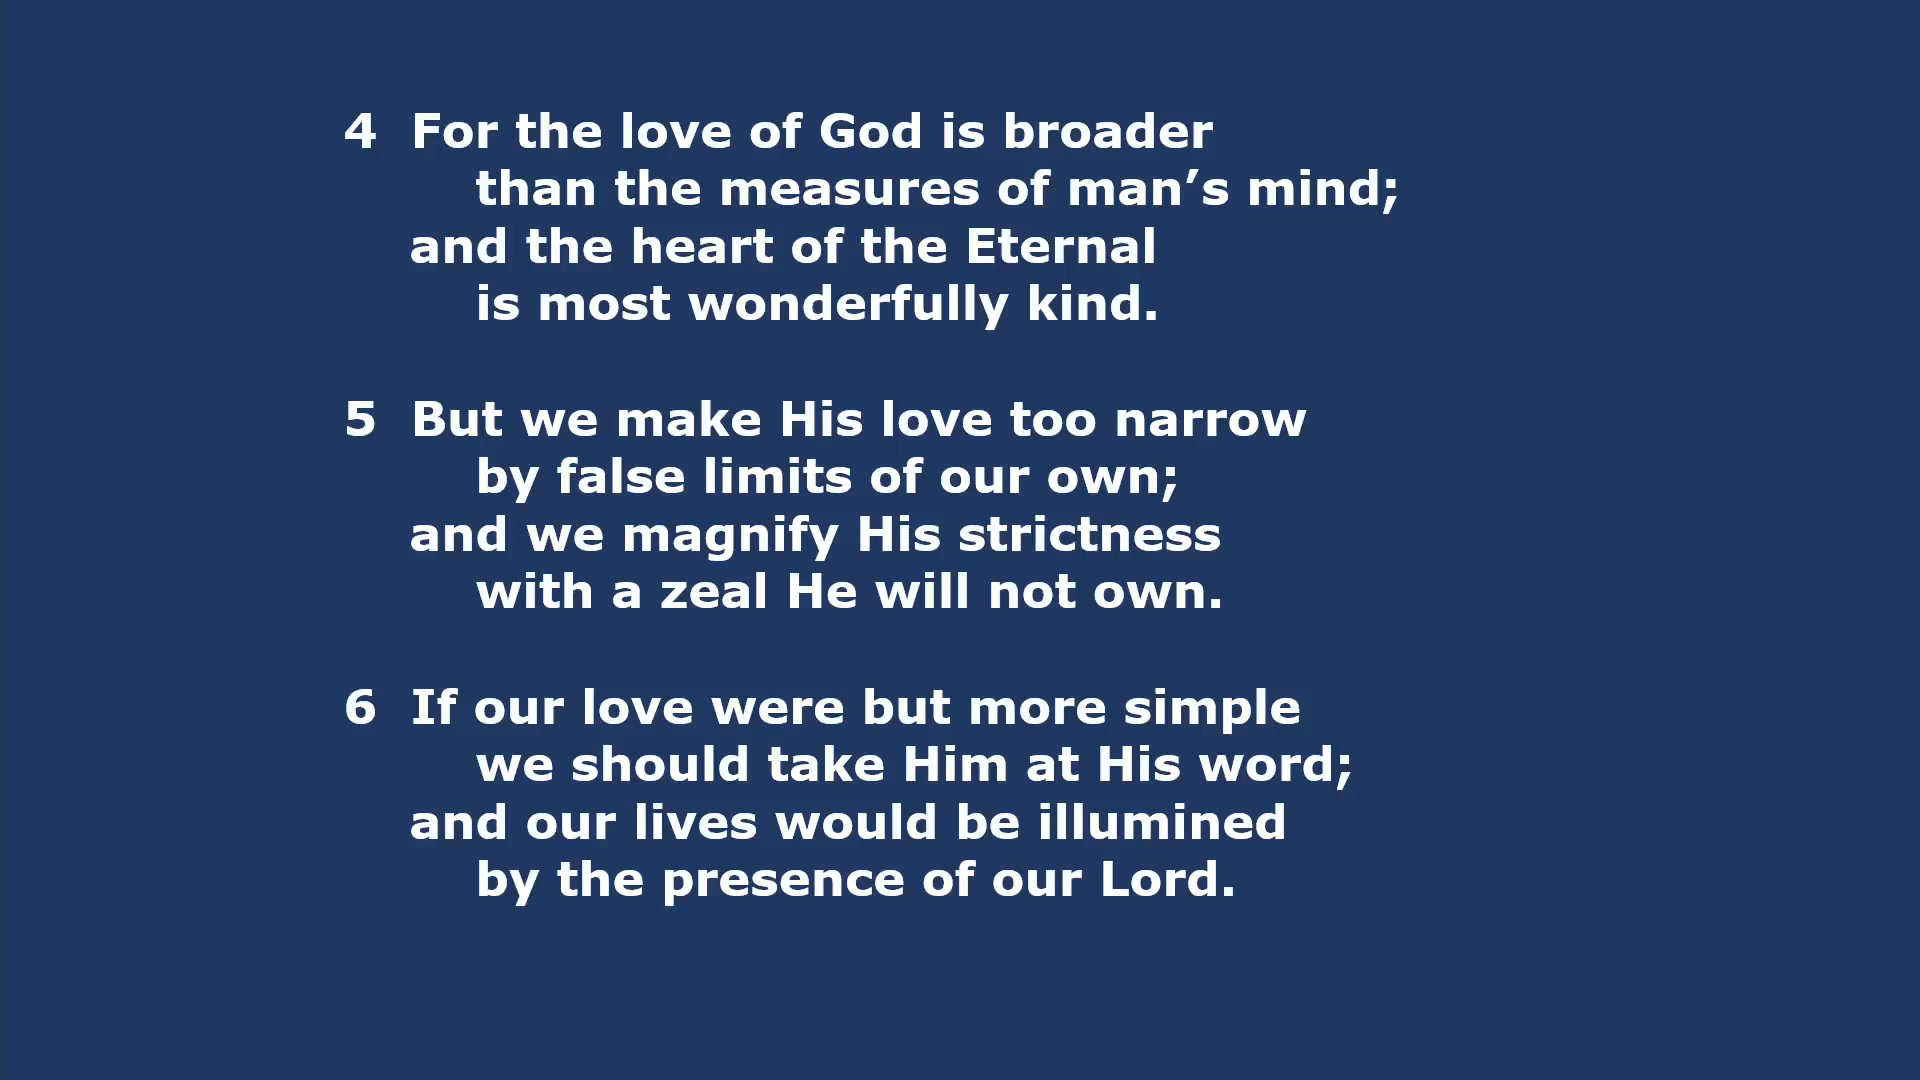 4 For the love of God is broader
than the measures of man’s mind;
and the heart of the Eternal
is most wonderfully kind.
5 But we make His love too narrow
by false limits of our own;
and we magnify His strictness
with a zeal He will not own.
6 If our love were but more simple
we should take Him at His word;
and our lives would be illumined
by the presence of our Lord.